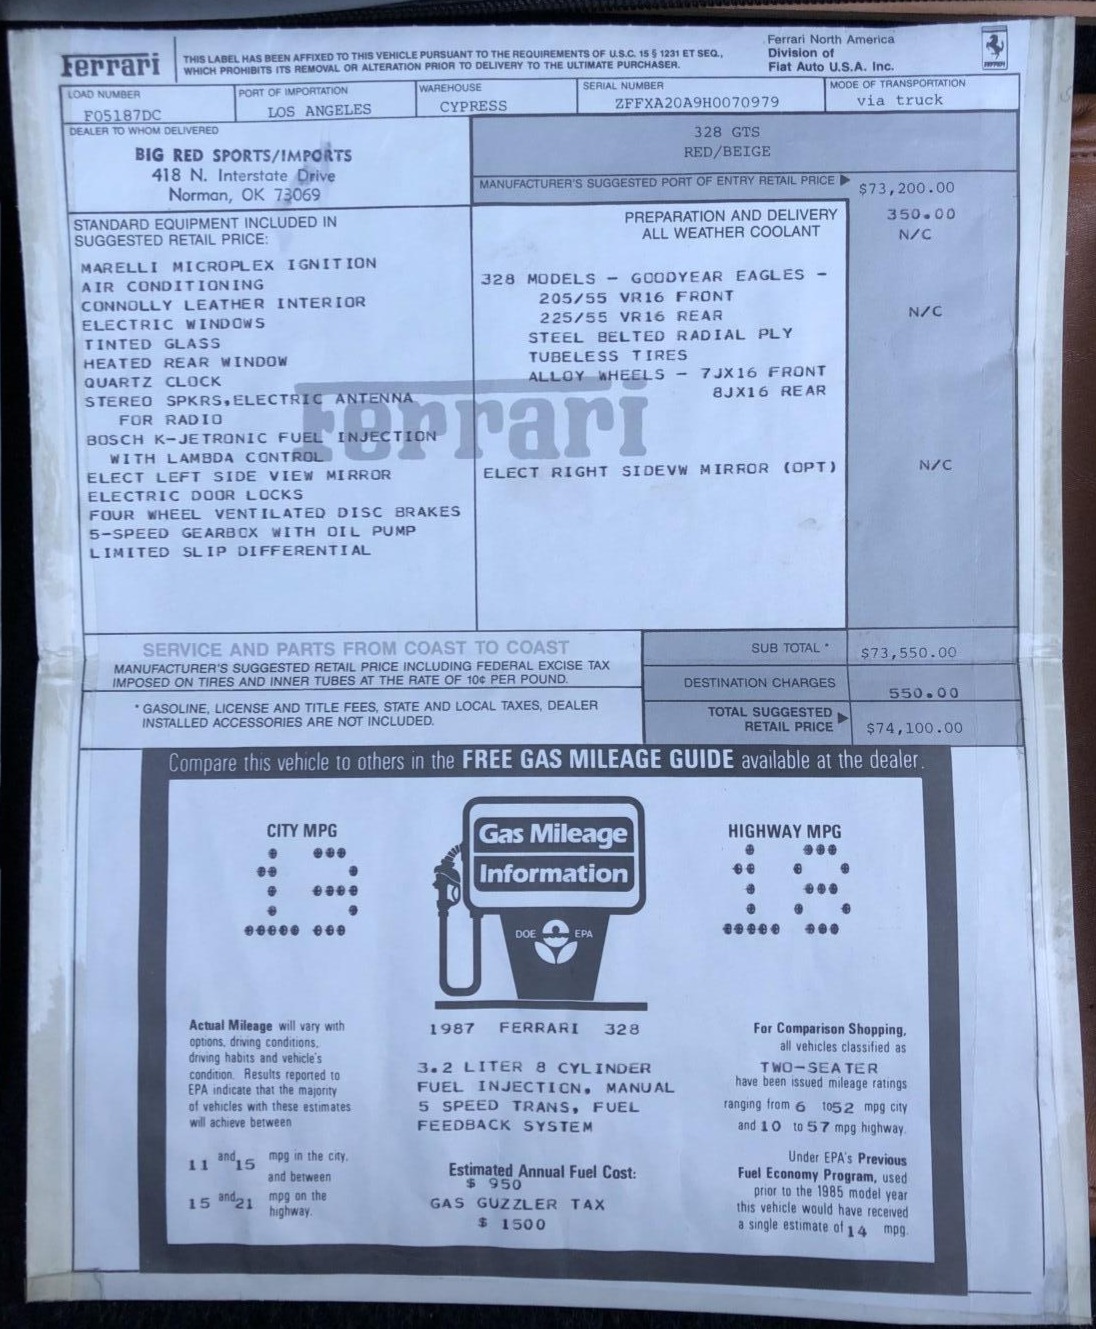 Ferrari
THIS LABEL HAS BEEN AFFIXED TO THIS VEHICLE PURSUANT TO THE REQUIREMENTS OF U.S.C. 15 § 1231 ET SEQ.,
WHICH PROHIBITS ITS REMOVAL OR ALTERATION PRIOR TO DELIVERY TO THE ULTIMATE PURCHASER.
Ferrari North America
Division of
Fiat Auto U.S.A. Inc.
LOAD NUMBER
F05187DC
PORT OF IMPORTATION
LOS ANGELES
WAREHOUSE
CYPRESS
SERIAL NUMBER
ZFFXA20A9H0070979
MODE OF TRANSPORTATION
via truck
DEALER TO WHOM DELIVERED
BIG RED SPORTS/IMPORTS
418 N. Interstate Drive
Norman, OK 73069
328 GTS
RED/BEIGE
MANUFACTURER'S SUGGESTED PORT OF ENTRY RETAIL PRICE ▶ $73,200.00
STANDARD EQUIPMENT INCLUDED IN
SUGGESTED RETAIL PRICE:
MARELLI MICROPLEX IGNITION
AIR CONDITIONING
CONNOLLY LEATHER INTERIOR
ELECTRIC WINDOWS
TINTED GLASS
HEATED REAR WINDOW
QUARTZ CLOCK
STEREO SPKRS,ELECTRIC ANTENNA
FOR RADIO
BOSCH K-JETRONIC FUEL INJECTION
WITH LAMBDA CONTROL
ELECT LEFT SIDE VIEW MIRROR
ELECTRIC DOOR LOCKS
FOUR WHEEL VENTILATED DISC BRAKES
5-SPEED GEARBOX WITH OIL PUMP
LIMITED SLIP DIFFERENTIAL
PREPARATION AND DELIVERY 350.00
ALL WEATHER COOLANT N/C
328 MODELS - GOODYEAR EAGLES -
205/55 VR16 FRONT
225/55 VR16 REAR N/C
STEEL BELTED RADIAL PLY
TUBELESS TIRES
ALLOY WHEELS - 7JX16 FRONT
8JX16 REAR
Ferrari
ELECT RIGHT SIDEVW MIRROR (OPT) N/C
SERVICE AND PARTS FROM COAST TO COAST
MANUFACTURER'S SUGGESTED RETAIL PRICE INCLUDING FEDERAL EXCISE TAX
IMPOSED ON TIRES AND INNER TUBES AT THE RATE OF 10¢ PER POUND.
* GASOLINE, LICENSE AND TITLE FEES, STATE AND LOCAL TAXES, DEALER
INSTALLED ACCESSORIES ARE NOT INCLUDED.
SUB TOTAL * $73,550.00
DESTINATION CHARGES 550.00
TOTAL SUGGESTED
RETAIL PRICE ▶ $74,100.00
Compare this vehicle to others in the FREE GAS MILEAGE GUIDE available at the dealer.
CITY MPG
13
Gas Mileage
Information
DOE EPA
HIGHWAY MPG
18
Actual Mileage will vary with
options, driving conditions,
driving habits and vehicle's
condition. Results reported to
EPA indicate that the majority
of vehicles with these estimates
will achieve between
11 and 15 mpg in the city.
and between
15 and 21 mpg on the
highway.
1987 FERRARI 328
3.2 LITER 8 CYLINDER
FUEL INJECTION, MANUAL
5 SPEED TRANS, FUEL
FEEDBACK SYSTEM
Estimated Annual Fuel Cost:
$ 950
GAS GUZZLER TAX
$ 1500
For Comparison Shopping,
all vehicles classified as
TWO-SEATER
have been issued mileage ratings
ranging from 6 to 52 mpg city
and 10 to 57 mpg highway.
Under EPA's Previous
Fuel Economy Program, used
prior to the 1985 model year
this vehicle would have received
a single estimate of 14 mpg.